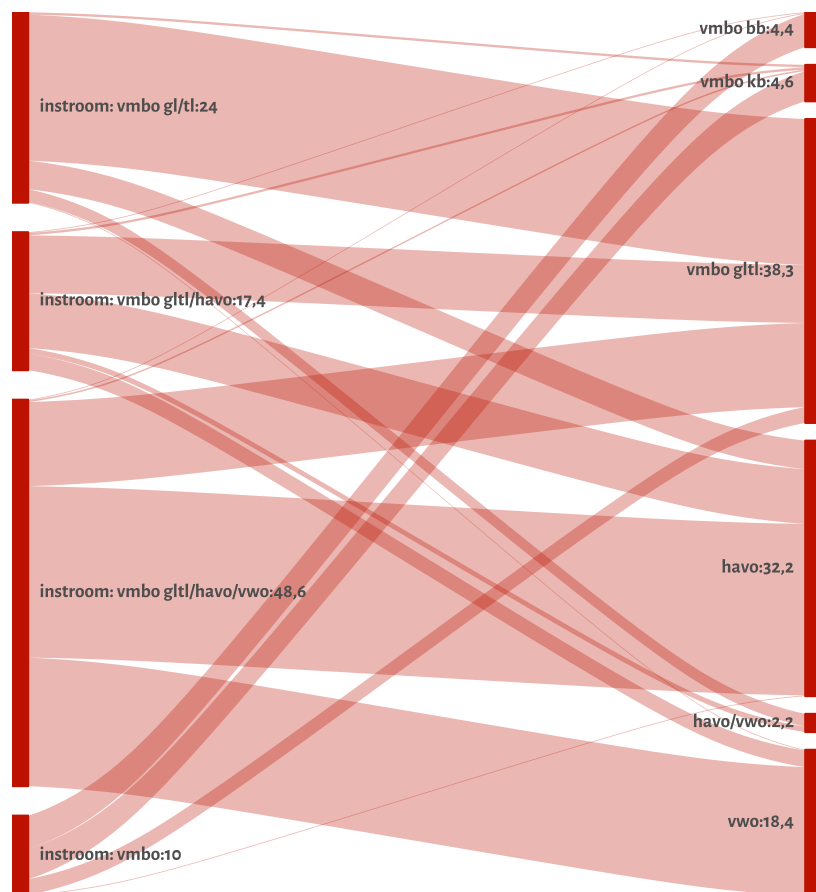 instroom: vmbo gl/tl:24
instroom: vmbo gltl/havo:17,4
instroom: vmbo gltl/havo/vwo:48,6
instroom: vmbo:10
vmbo bb:4,4
vmbo kb:4,6
vmbo gltl:38,3
havo:32,2
havo/vwo:2,2
vwo:18,4